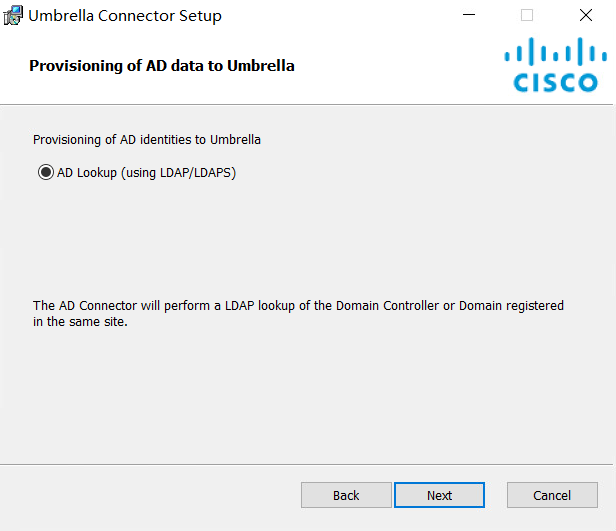 Umbrella Connector Setup
Provisioning of AD data to Umbrella
CISCO
Provisioning of AD identities to Umbrella
AD Lookup (using LDAP/LDAPS)
The AD Connector will perform a LDAP lookup of the Domain Controller or Domain registered
in the same site.
Back
Next
Cancel